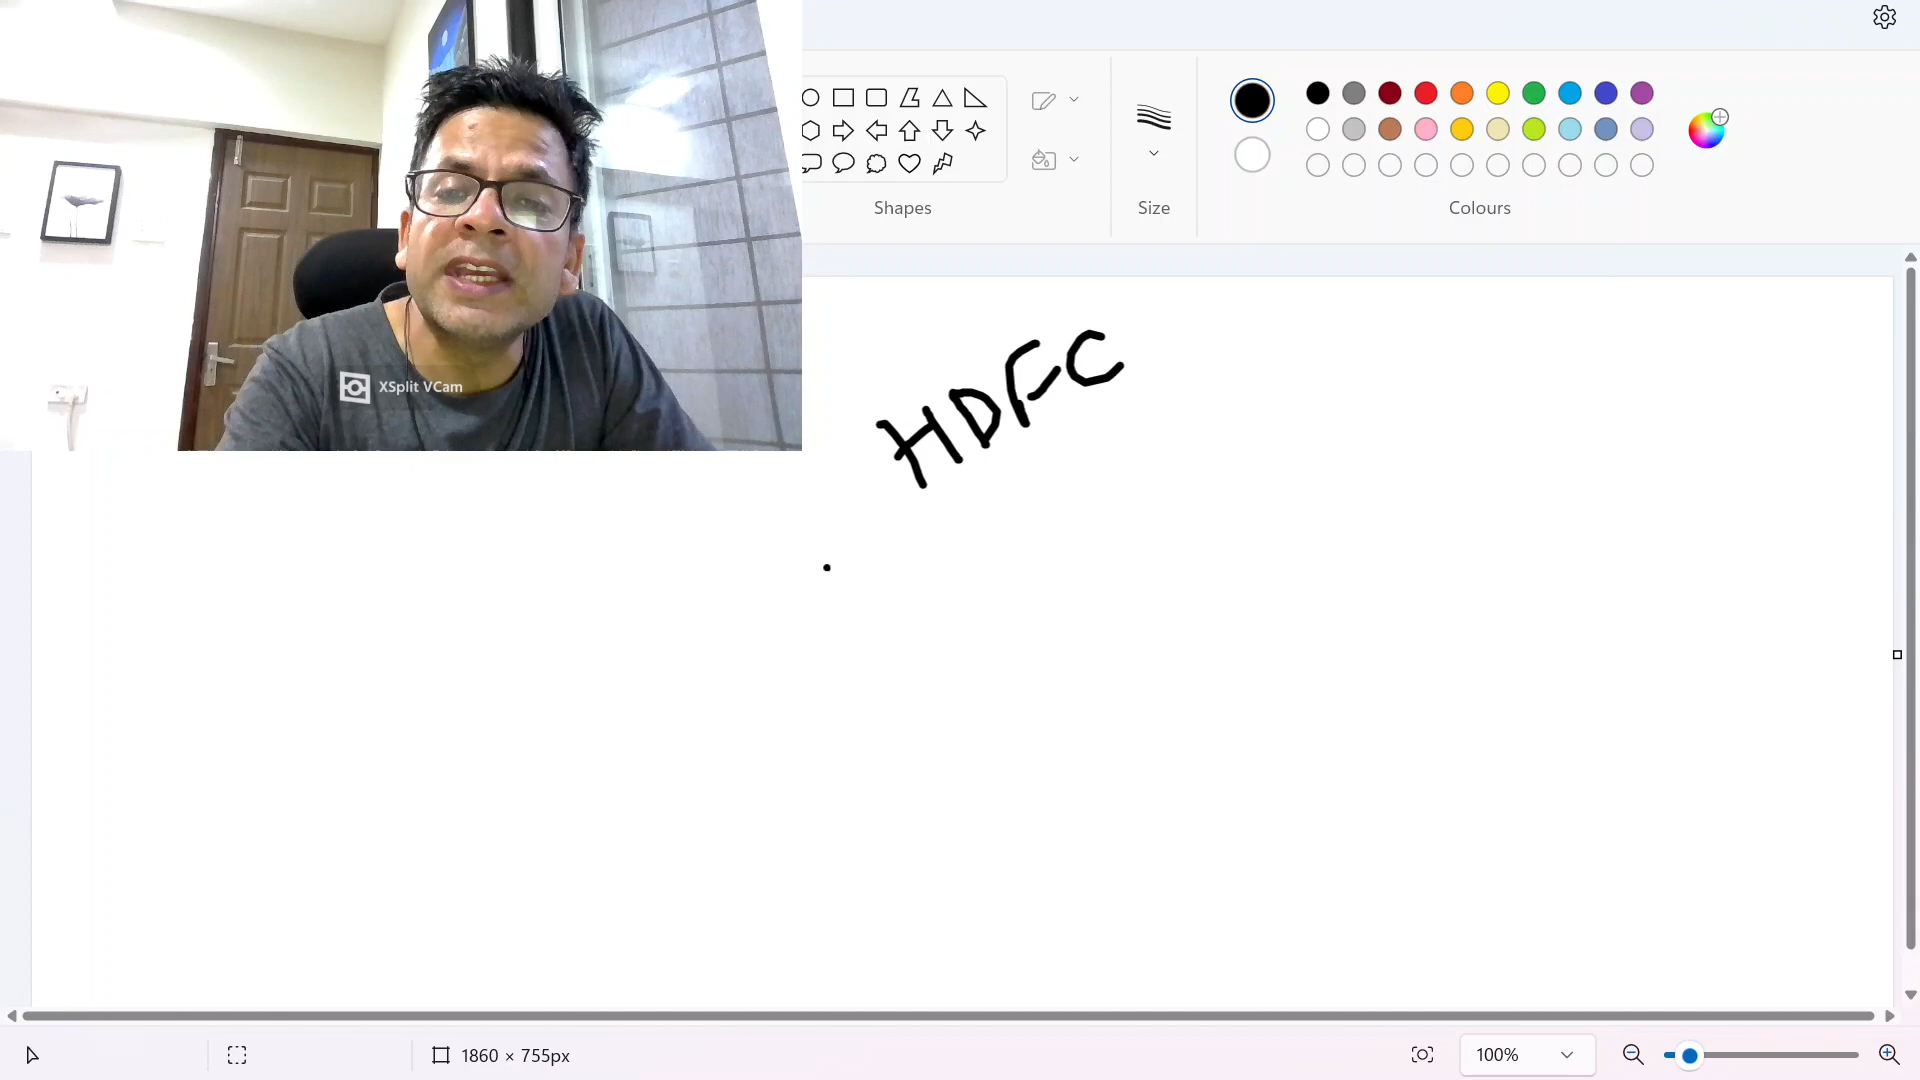 Shapes
Size
Colours
XSplit VCam
HDFC
1860 × 755px
100%